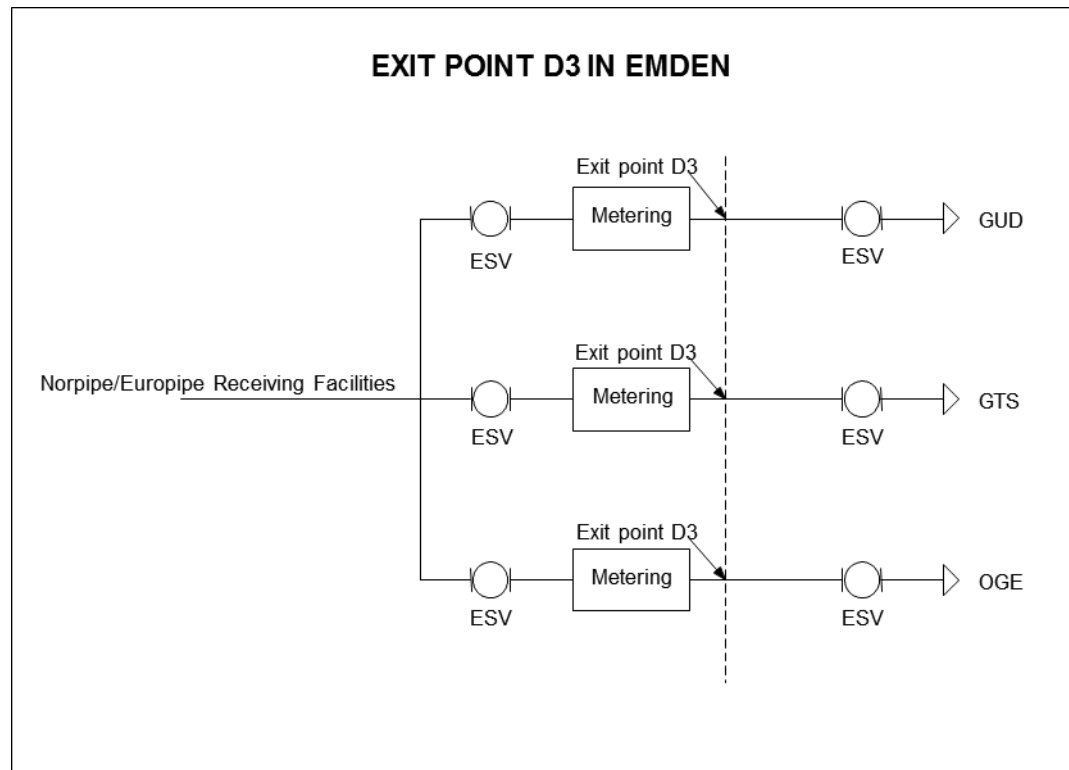 EXIT POINT D3 IN EMDEN
Exit point D3
Metering
GUD
ESV
ESV
Exit point D3
Norpipe/Europipe Receiving Facilities
Metering
GTS
ESV
ESV
Exit point D3
Metering
OGE
ESV
ESV